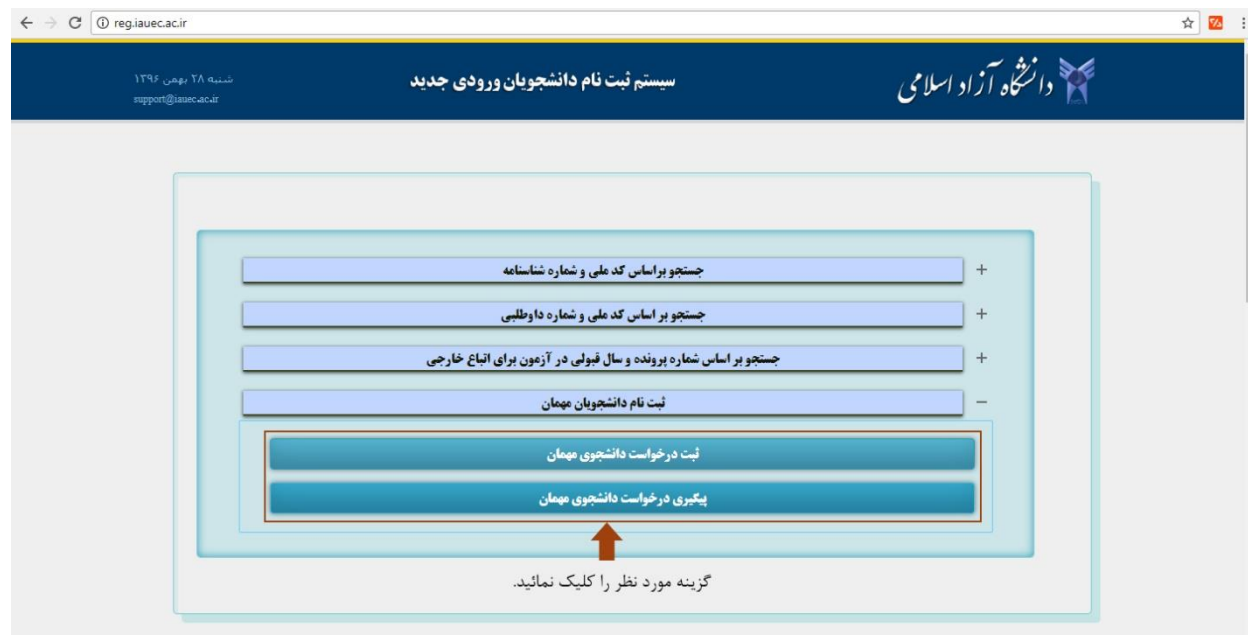 reg.iauec.ac.ir
دانشگاه آزاد اسلامی
سیستم ثبت نام دانشجویان ورودی جدید
شنبه ۲۸ بهمن ۱۳۹۶
support@iauec.ac.ir
جستجو براساس کد ملی و شماره شناسنامه
جستجو بر اساس کد ملی و شماره داوطلبی
جستجو بر اساس شماره پرونده و سال قبولی در آزمون برای اتباع خارجی
ثبت نام دانشجویان مهمان
ثبت درخواست دانشجوی مهمان
پیگیری درخواست دانشجوی مهمان
گزینه مورد نظر را کلیک نمائید.